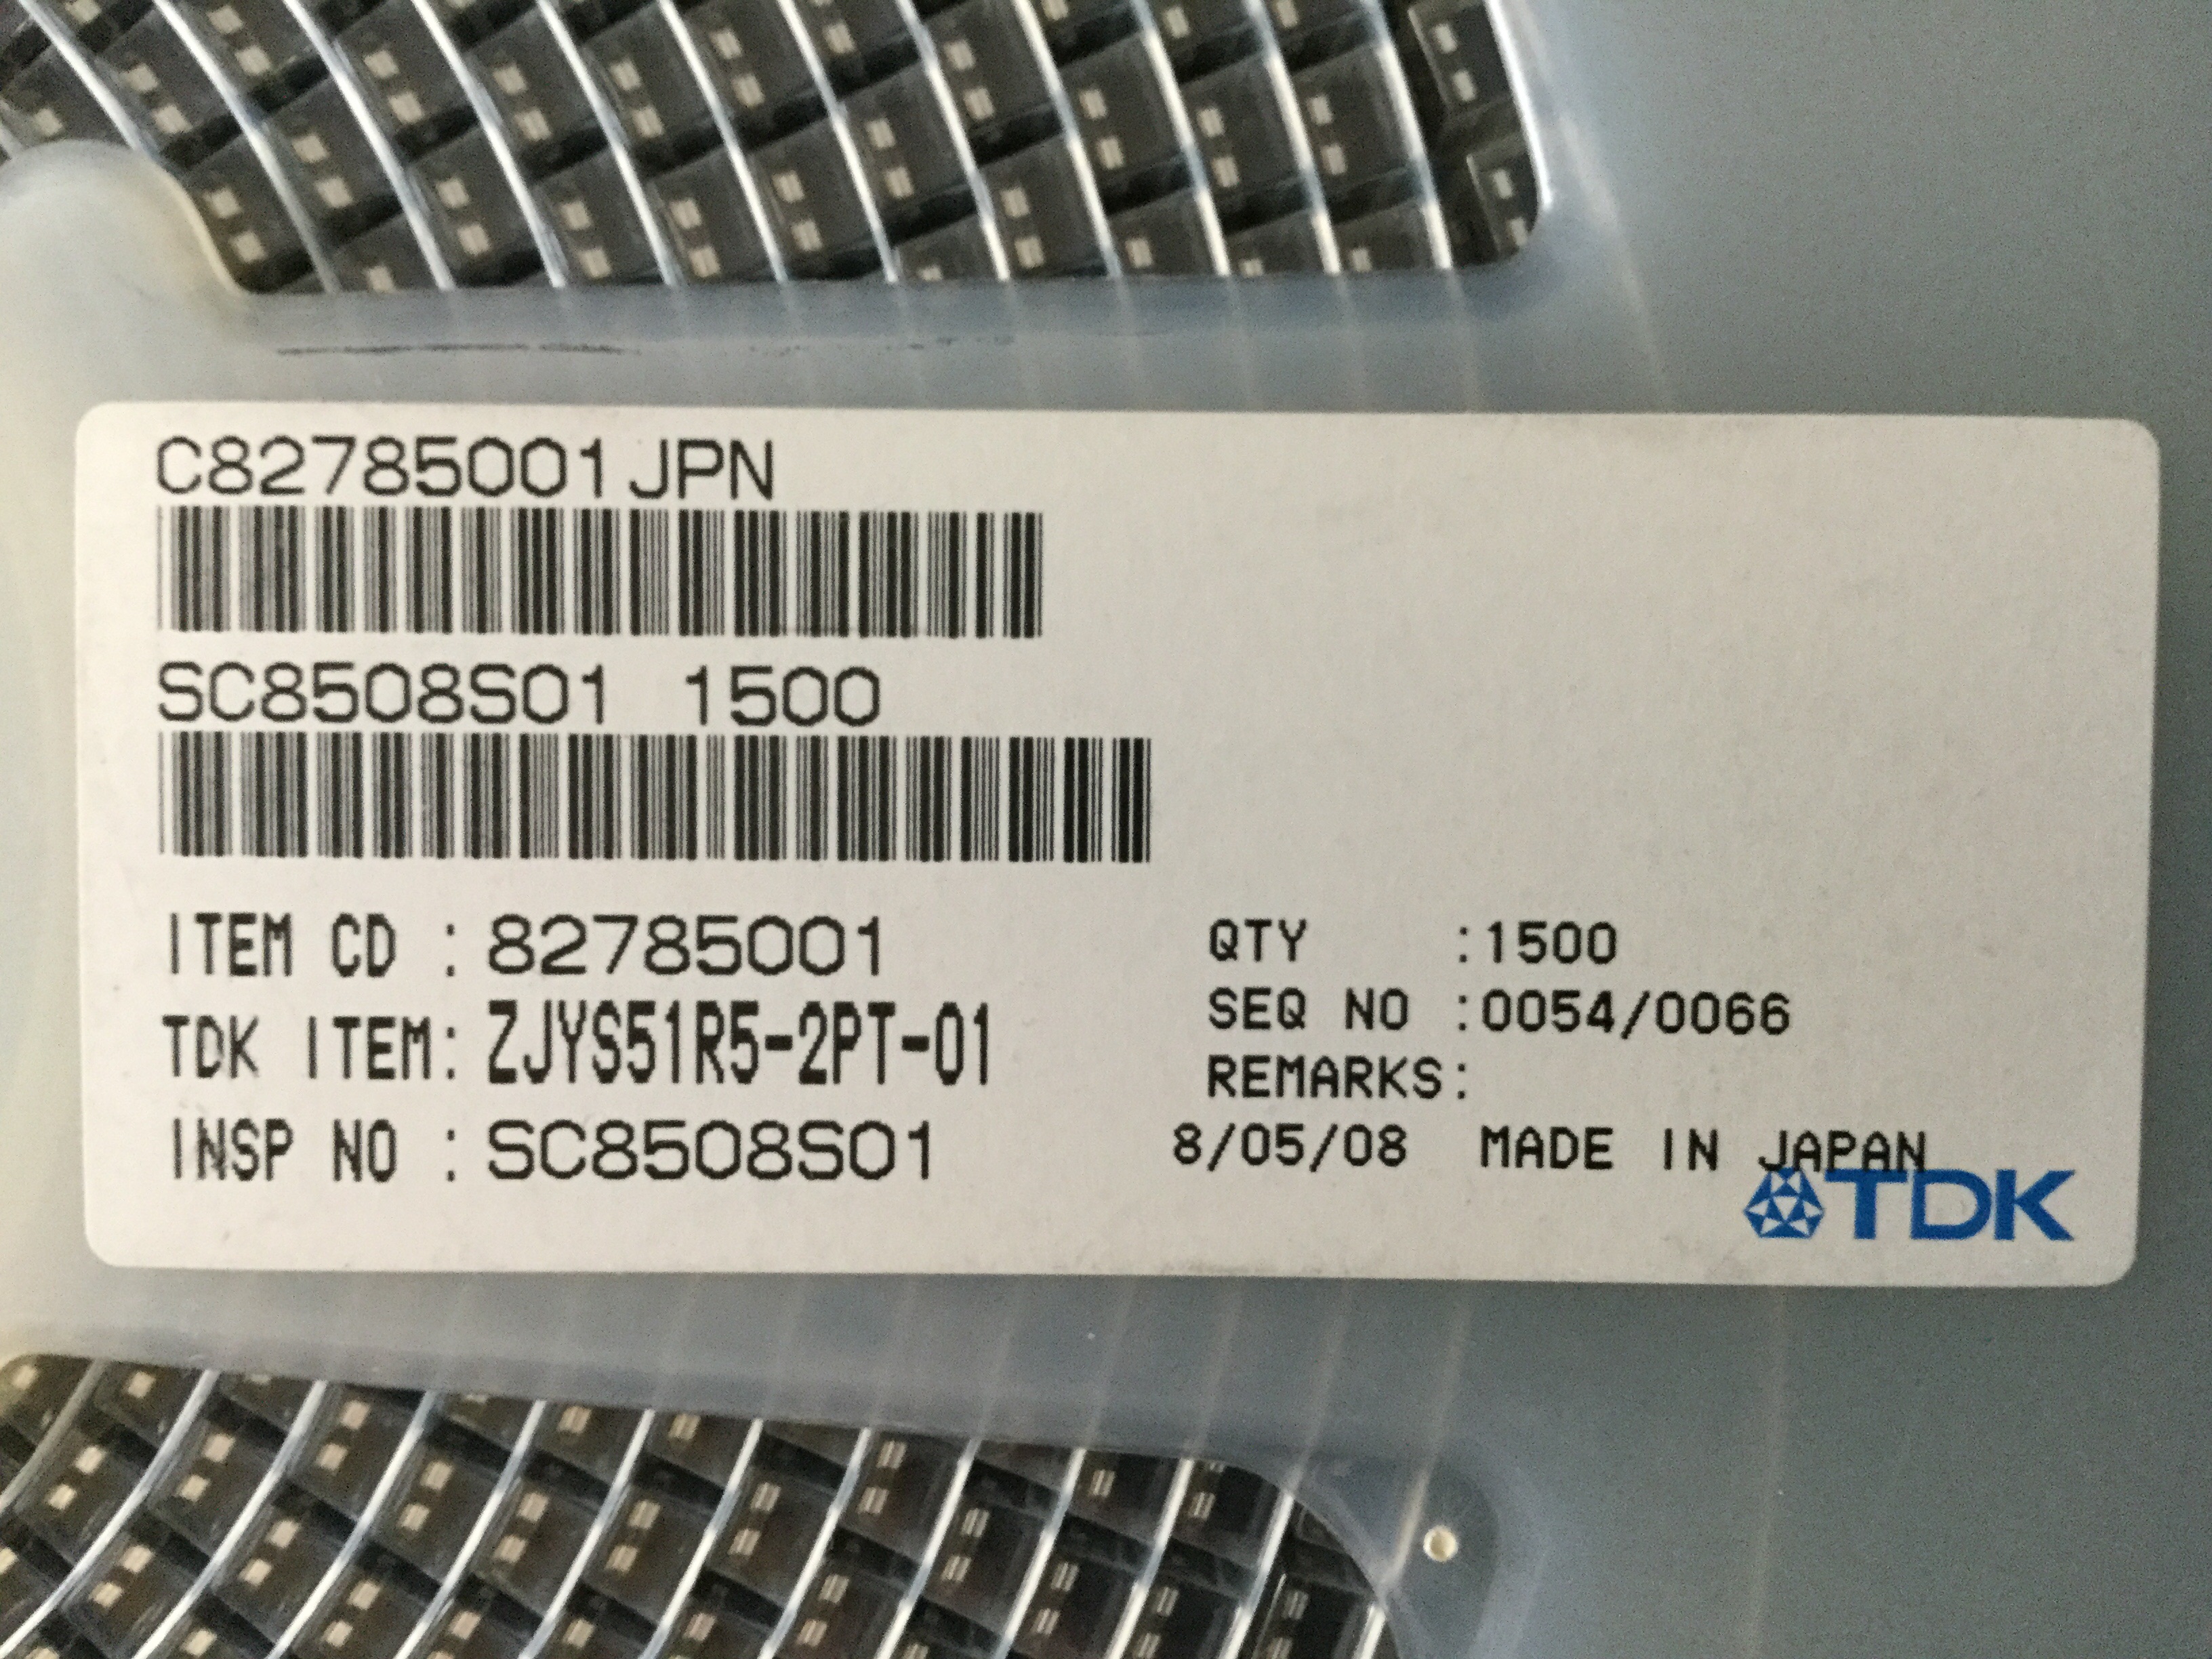 C82785001JPN
SC8508S01 1500
ITEM CD : 82785001
TDK ITEM: ZJYS51R5-2PT-01
INSP NO : SC8508S01
QTY :1500
SEQ NO :0054/0066
REMARKS:
8/05/08 MADE IN JAPAN
TDK